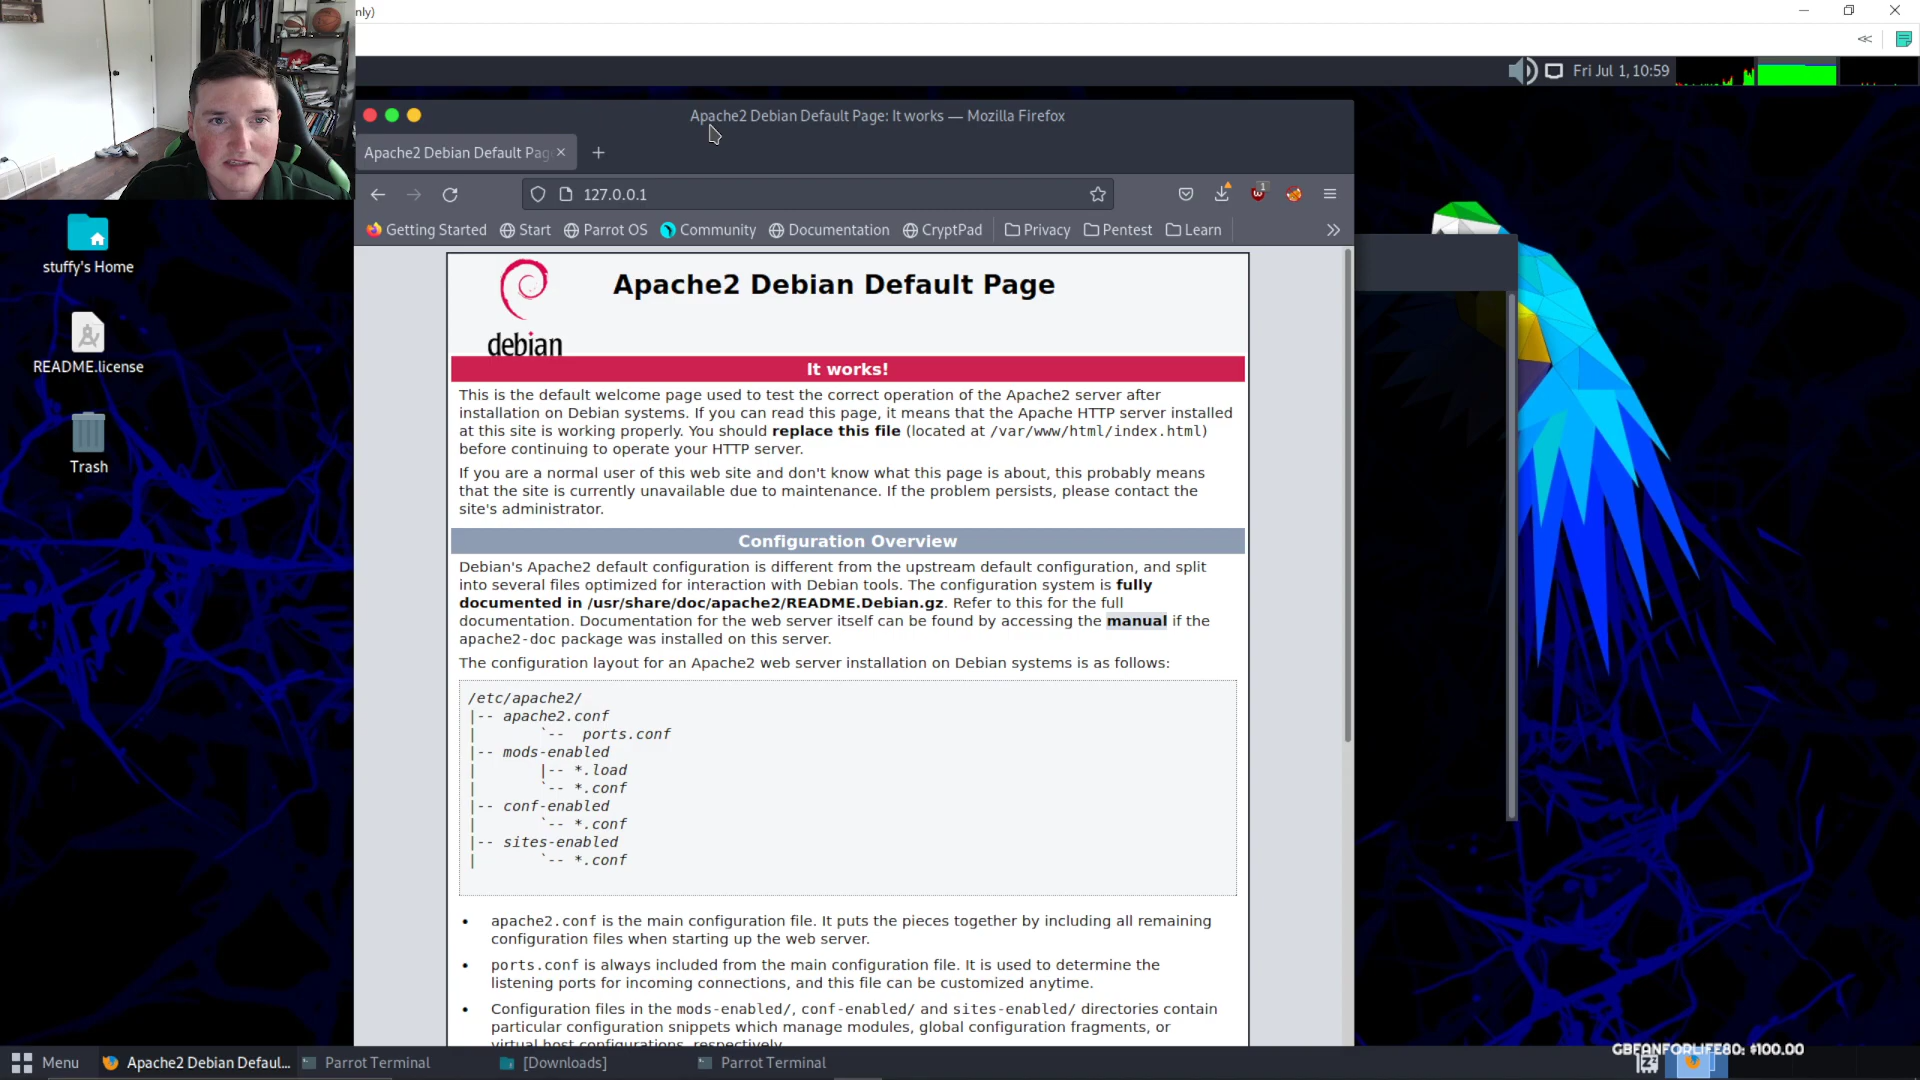 nly)
Fri Jul 1, 10:59
Apache2 Debian Default Page: It works — Mozilla Firefox
Apache2 Debian Default Pag
127.0.0.1
1
Getting Started Start Parrot OS Community Documentation CryptPad Privacy Pentest Learn
stuffy's Home
README.license
Trash
debian
Apache2 Debian Default Page
It works!
This is the default welcome page used to test the correct operation of the Apache2 server after
installation on Debian systems. If you can read this page, it means that the Apache HTTP server installed
at this site is working properly. You should replace this file (located at /var/www/html/index.html)
before continuing to operate your HTTP server.
If you are a normal user of this web site and don't know what this page is about, this probably means
that the site is currently unavailable due to maintenance. If the problem persists, please contact the
site's administrator.
Configuration Overview
Debian's Apache2 default configuration is different from the upstream default configuration, and split
into several files optimized for interaction with Debian tools. The configuration system is fully
documented in /usr/share/doc/apache2/README.Debian.gz. Refer to this for the full
documentation. Documentation for the web server itself can be found by accessing the manual if the
apache2-doc package was installed on this server.
The configuration layout for an Apache2 web server installation on Debian systems is as follows:
/etc/apache2/
|-- apache2.conf
|       `--  ports.conf
|-- mods-enabled
|       |-- *.load
|       `-- *.conf
|-- conf-enabled
|       `-- *.conf
|-- sites-enabled
|       `-- *.conf
• apache2.conf is the main configuration file. It puts the pieces together by including all remaining
configuration files when starting up the web server.
• ports.conf is always included from the main configuration file. It is used to determine the
listening ports for incoming connections, and this file can be customized anytime.
• Configuration files in the mods-enabled/, conf-enabled/ and sites-enabled/ directories contain
particular configuration snippets which manage modules, global configuration fragments, or
virtual host configurations, respectively.
Menu Apache2 Debian Defaul... Parrot Terminal [Downloads] Parrot Terminal
GBFANFORLIFE80: $100.00